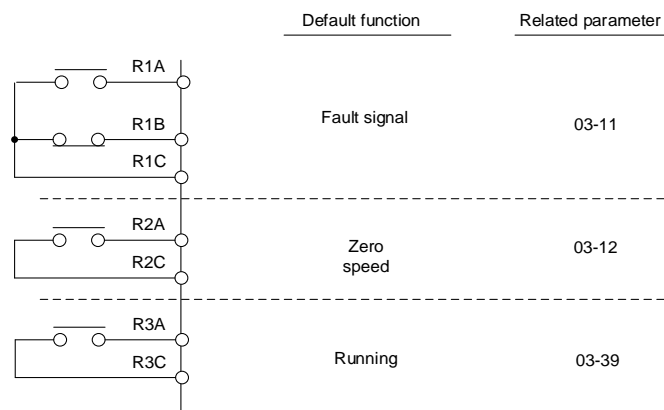 Default function
Related parameter
R1A
R1B
R1C
Fault signal
03-11
R2A
R2C
Zero
speed
03-12
R3A
R3C
Running
03-39